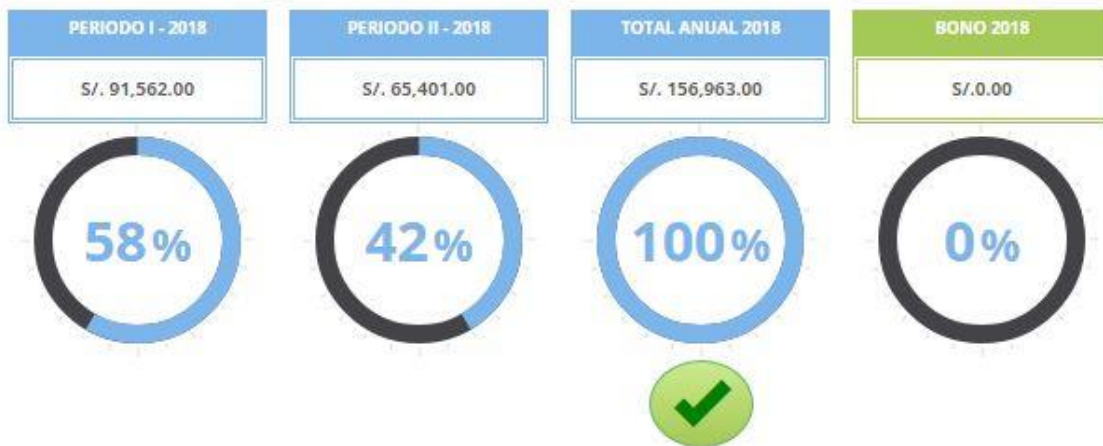 PERIODO I - 2018
S/. 91,562.00
58%
PERIODO II - 2018
S/. 65,401.00
42%
TOTAL ANUAL 2018
S/. 156,963.00
100%
BONO 2018
S/.0.00
0%